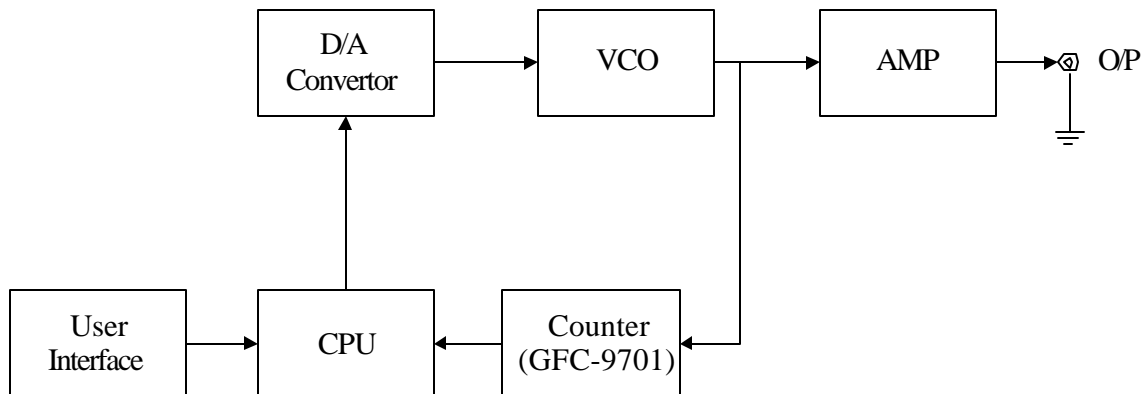 D/A
Convertor
VCO
AMP
O/P
User
Interface
CPU
Counter
(GFC-9701)